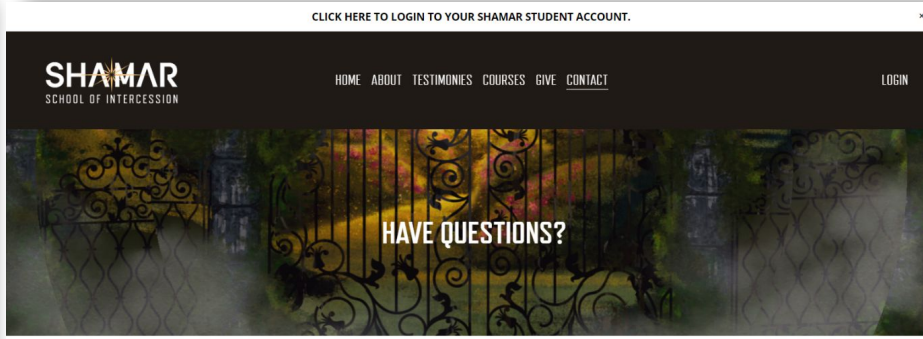 CLICK HERE TO LOGIN TO YOUR SHAMAR STUDENT ACCOUNT.
SHAMAR
SCHOOL OF INTERCESSION
HOME ABOUT TESTIMONIES COURSES GIVE CONTACT
LOGIN
HAVE QUESTIONS?